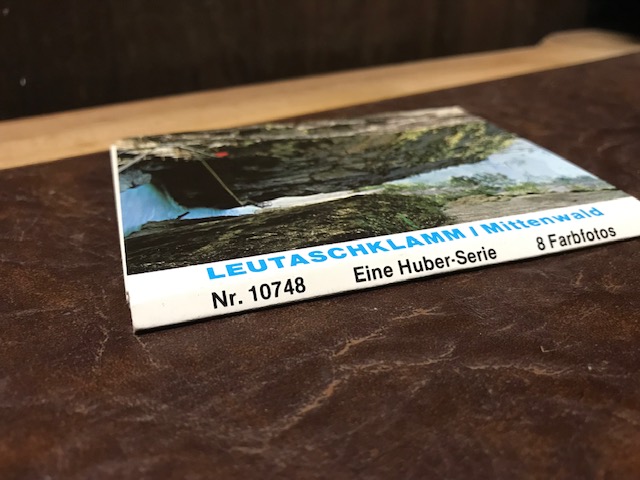 LEUTASCHKLAMM / Mittenwald
Nr. 10748 Eine Huber-Serie 8 Farbfotos